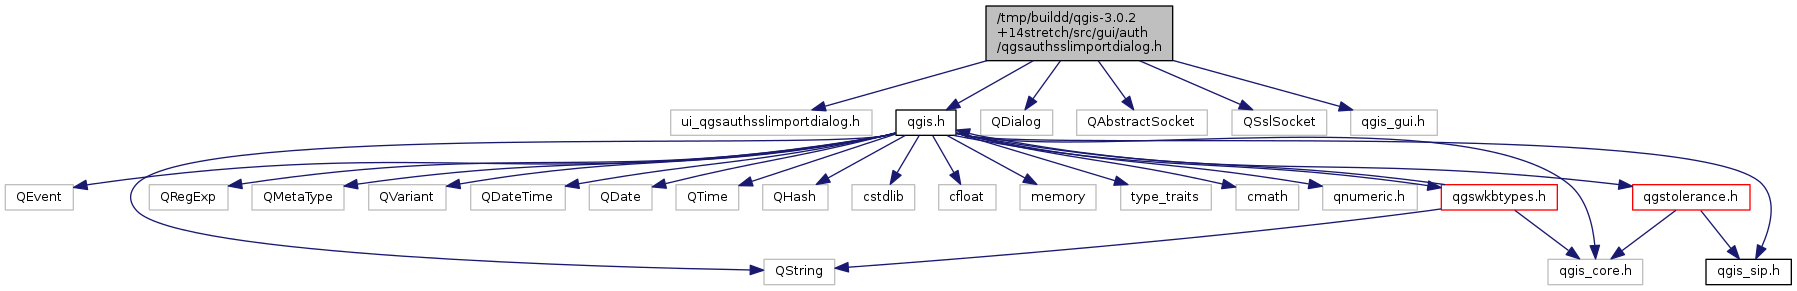 /tmp/buildd/qgis-3.0.2
+14stretch/src/gui/auth
/qgsauthsslimportdialog.h
ui_qgsauthsslimportdialog.h
qgis.h
QDialog
QAbstractSocket
QSslSocket
qgis_gui.h
QEvent
QRegExp
QMetaType
QVariant
QDateTime
QDate
QTime
QHash
cstdlib
cfloat
memory
type_traits
cmath
qnumeric.h
qgswkbtypes.h
qgstolerance.h
QString
qgis_core.h
qgis_sip.h